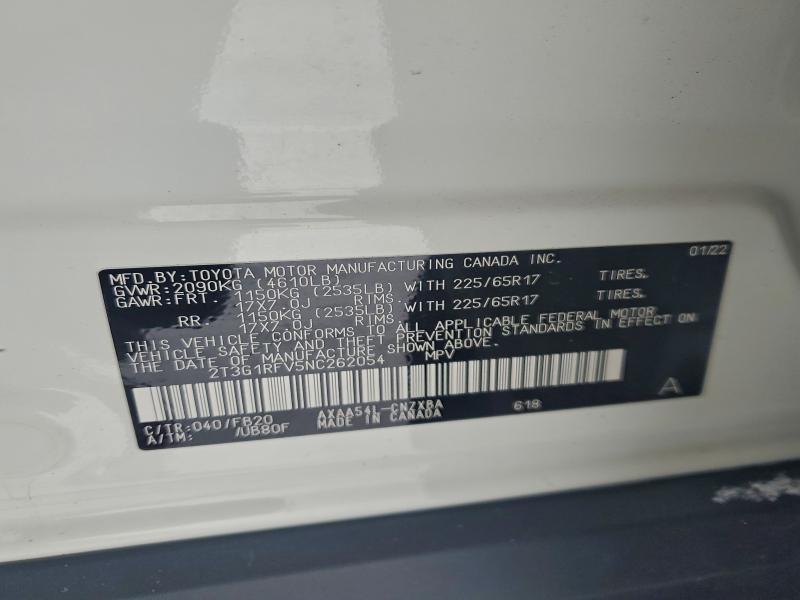 MFD.BY:TOYOTA MOTOR MANUFACTURING CANADA INC. 01/22
GVWR:2090KG (4610LB)
GAWR:FRT. 1150KG (2535LB) WITH 225/65R17 TIRES.
17X7.0J RIMS.
RR. 1150KG (2535LB) WITH 225/65R17 TIRES.
17X7.0J RIMS.
THIS VEHICLE CONFORMS TO ALL APPLICABLE FEDERAL MOTOR
VEHICLE SAFETY AND THEFT PREVENTION STANDARDS IN EFFECT ON
THE DATE OF MANUFACTURE SHOWN ABOVE.
2T3G1RFV5NC262054 MPV
C/TR:040/FB20 AXAA54L-CNZXBA 618 A
A/TM: /UB80F MADE IN CANADA